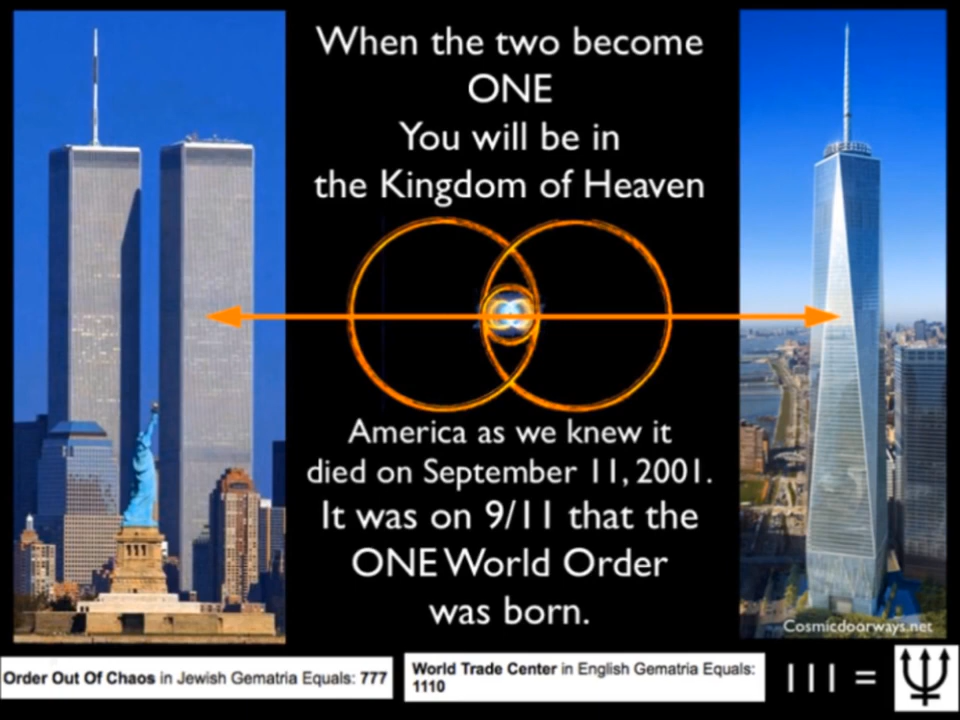 When the two become
ONE
You will be in
the Kingdom of Heaven
America as we knew it
died on September 11, 2001.
It was on 9/11 that the
ONE World Order
was born.
Cosmicdoorways.net
Order Out Of Chaos in Jewish Gematria Equals: 777
World Trade Center in English Gematria Equals:
1110
111 =